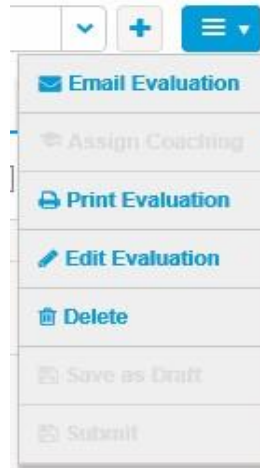 Email Evaluation
Assign Coaching
Print Evaluation
Edit Evaluation
Delete
Save as Draft
Submit